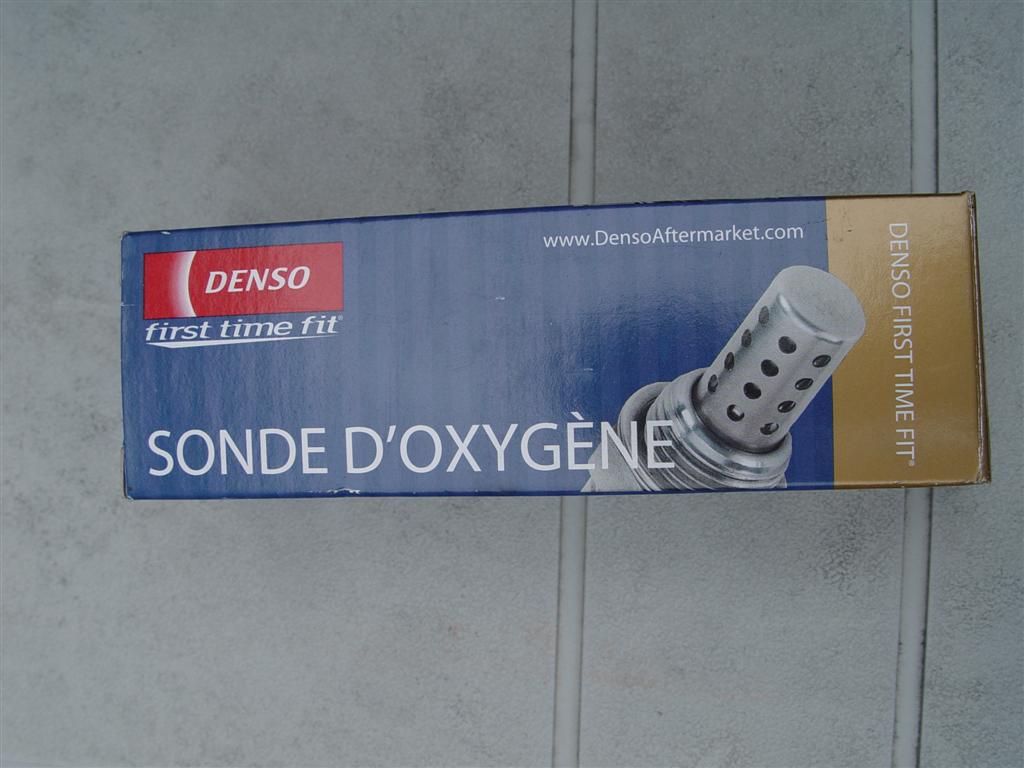 DENSO
first time fit®
www.DensoAftermarket.com
SONDE D'OXYGÈNE
DENSO FIRST TIME FIT®